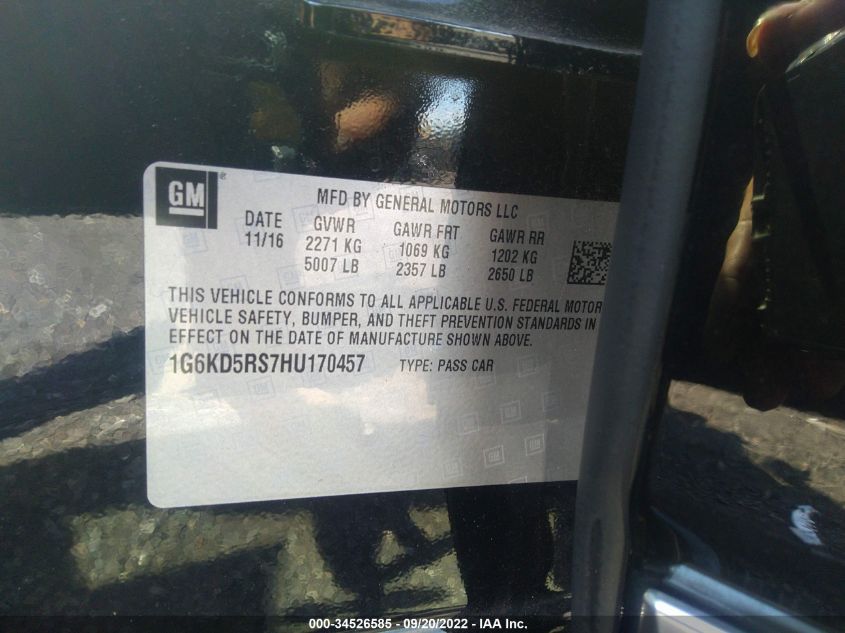 GM
MFD BY GENERAL MOTORS LLC
DATE GVWR GAWR FRT GAWR RR
11/16 2271 KG 1069 KG 1202 KG
5007 LB 2357 LB 2650 LB
THIS VEHICLE CONFORMS TO ALL APPLICABLE U.S. FEDERAL MOTOR
VEHICLE SAFETY, BUMPER, AND THEFT PREVENTION STANDARDS IN
EFFECT ON THE DATE OF MANUFACTURE SHOWN ABOVE.
1G6KD5RS7HU170457 TYPE: PASS CAR
000-34526585 - 09/20/2022 - IAA Inc.